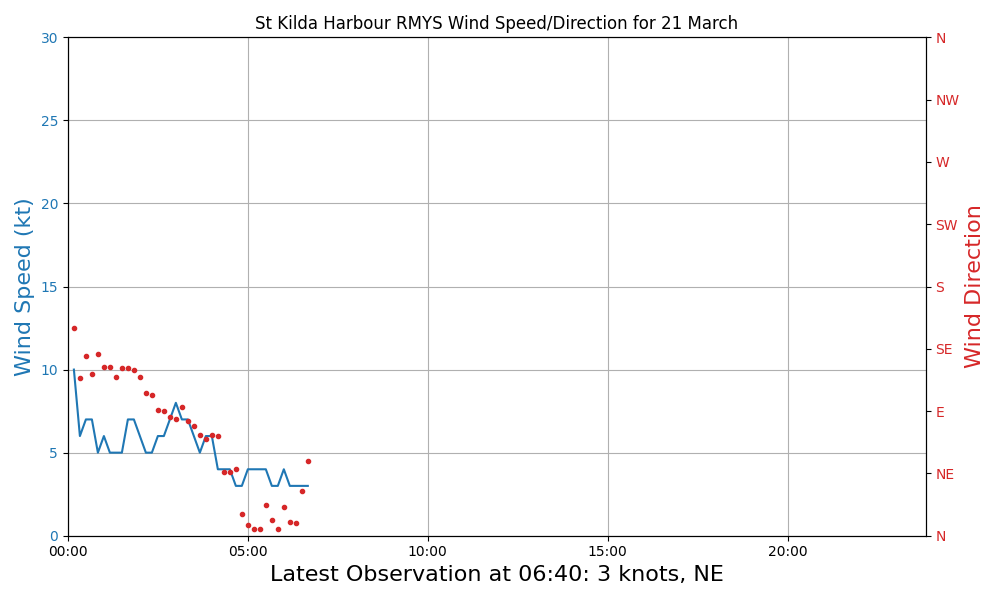 St Kilda Harbour RMYS Wind Speed/Direction for 21 March
30
25
20
15
10
5
0
Wind Speed (kt)
N
NW
W
SW
S
SE
E
NE
N
Wind Direction
00:00
05:00
10:00
15:00
20:00
Latest Observation at 06:40: 3 knots, NE